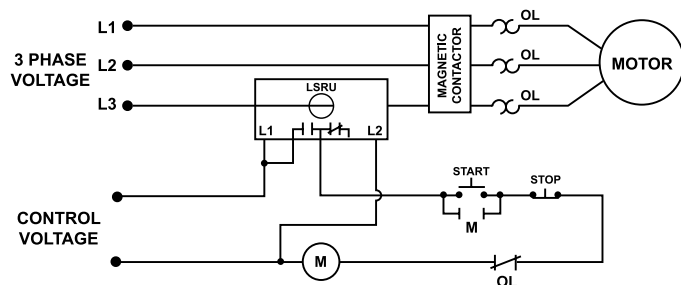 L1
OL
3 PHASE
VOLTAGE
L2
MAGNETIC
CONTACTOR
OL
MOTOR
L3
LSRU
OL
L1
L2
START
STOP
M
CONTROL
VOLTAGE
M
OL